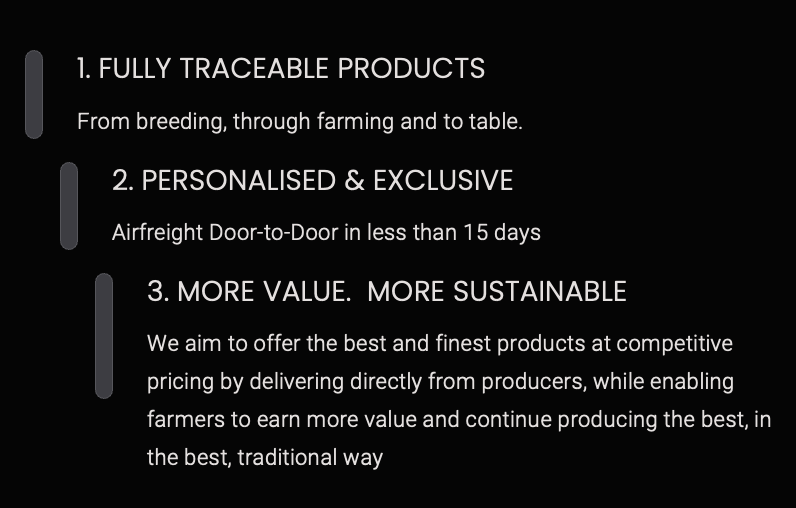 1. FULLY TRACEABLE PRODUCTS
From breeding, through farming and to table.
2. PERSONALISED & EXCLUSIVE
Airfreight Door-to-Door in less than 15 days
3. MORE VALUE.  MORE SUSTAINABLE
We aim to offer the best and finest products at competitive
pricing by delivering directly from producers, while enabling
farmers to earn more value and continue producing the best, in
the best, traditional way